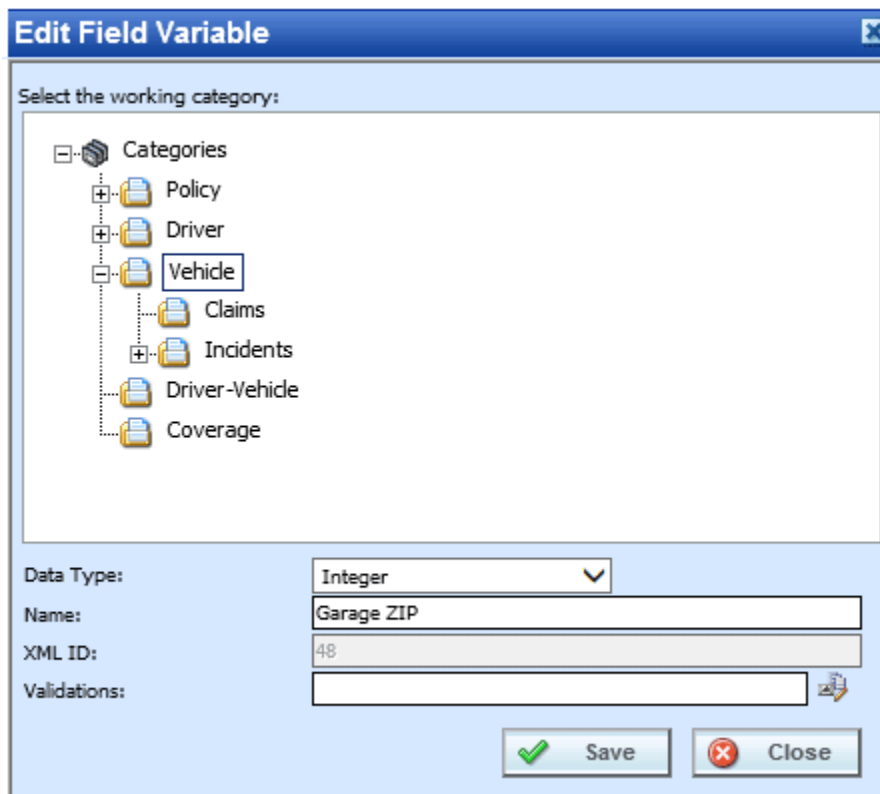 Edit Field Variable
Select the working category:
Categories
Policy
Driver
Vehicle
Claims
Incidents
Driver-Vehicle
Coverage
Data Type: Integer
Name: Garage ZIP
XML ID: 48
Validations:
Save Close